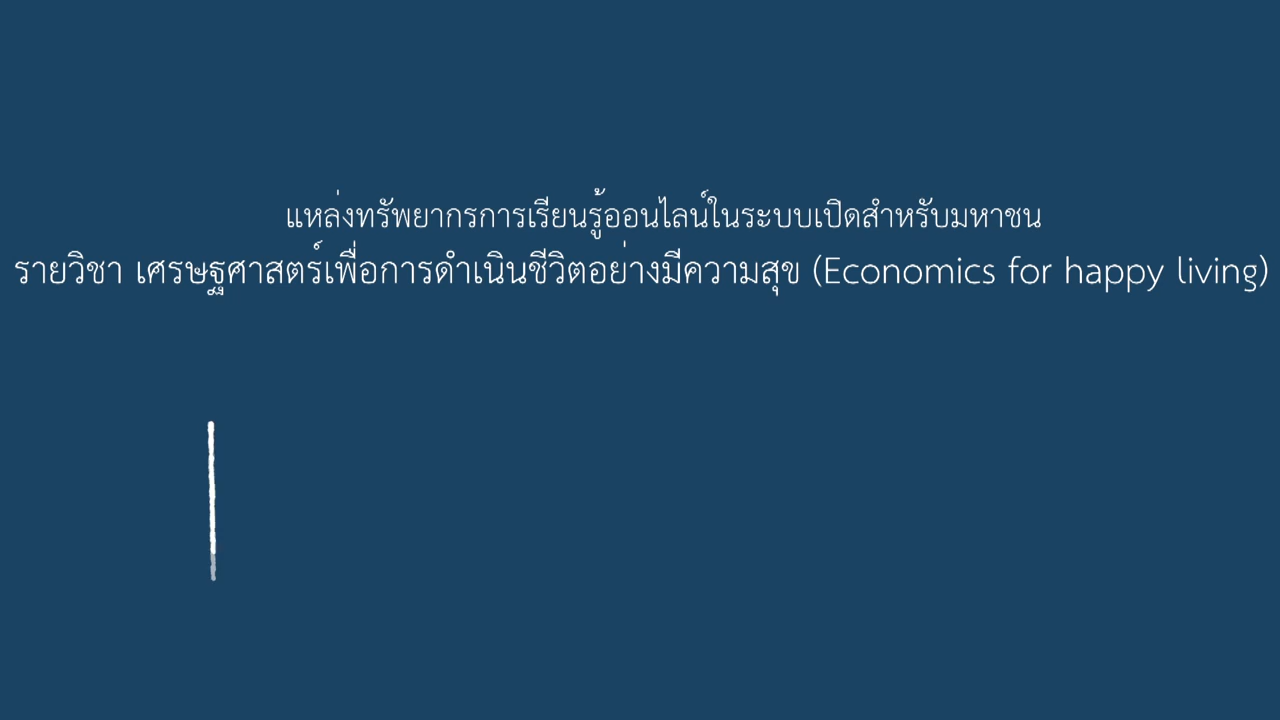 แหล่งทรัพยากรการเรียนรู้ออนไลน์ในระบบเปิดสำหรับมหาชน
รายวิชา เศรษฐศาสตร์เพื่อการดำเนินชีวิตอย่างมีความสุข (Economics for happy living)